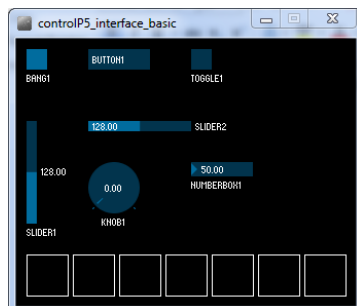 controlP5_interface_basic
BUTTON1
BANG1
TOGGLE1
128.00
SLIDER2
128.00
50.00
NUMBERBOX1
0.00
KNOB1
SLIDER1